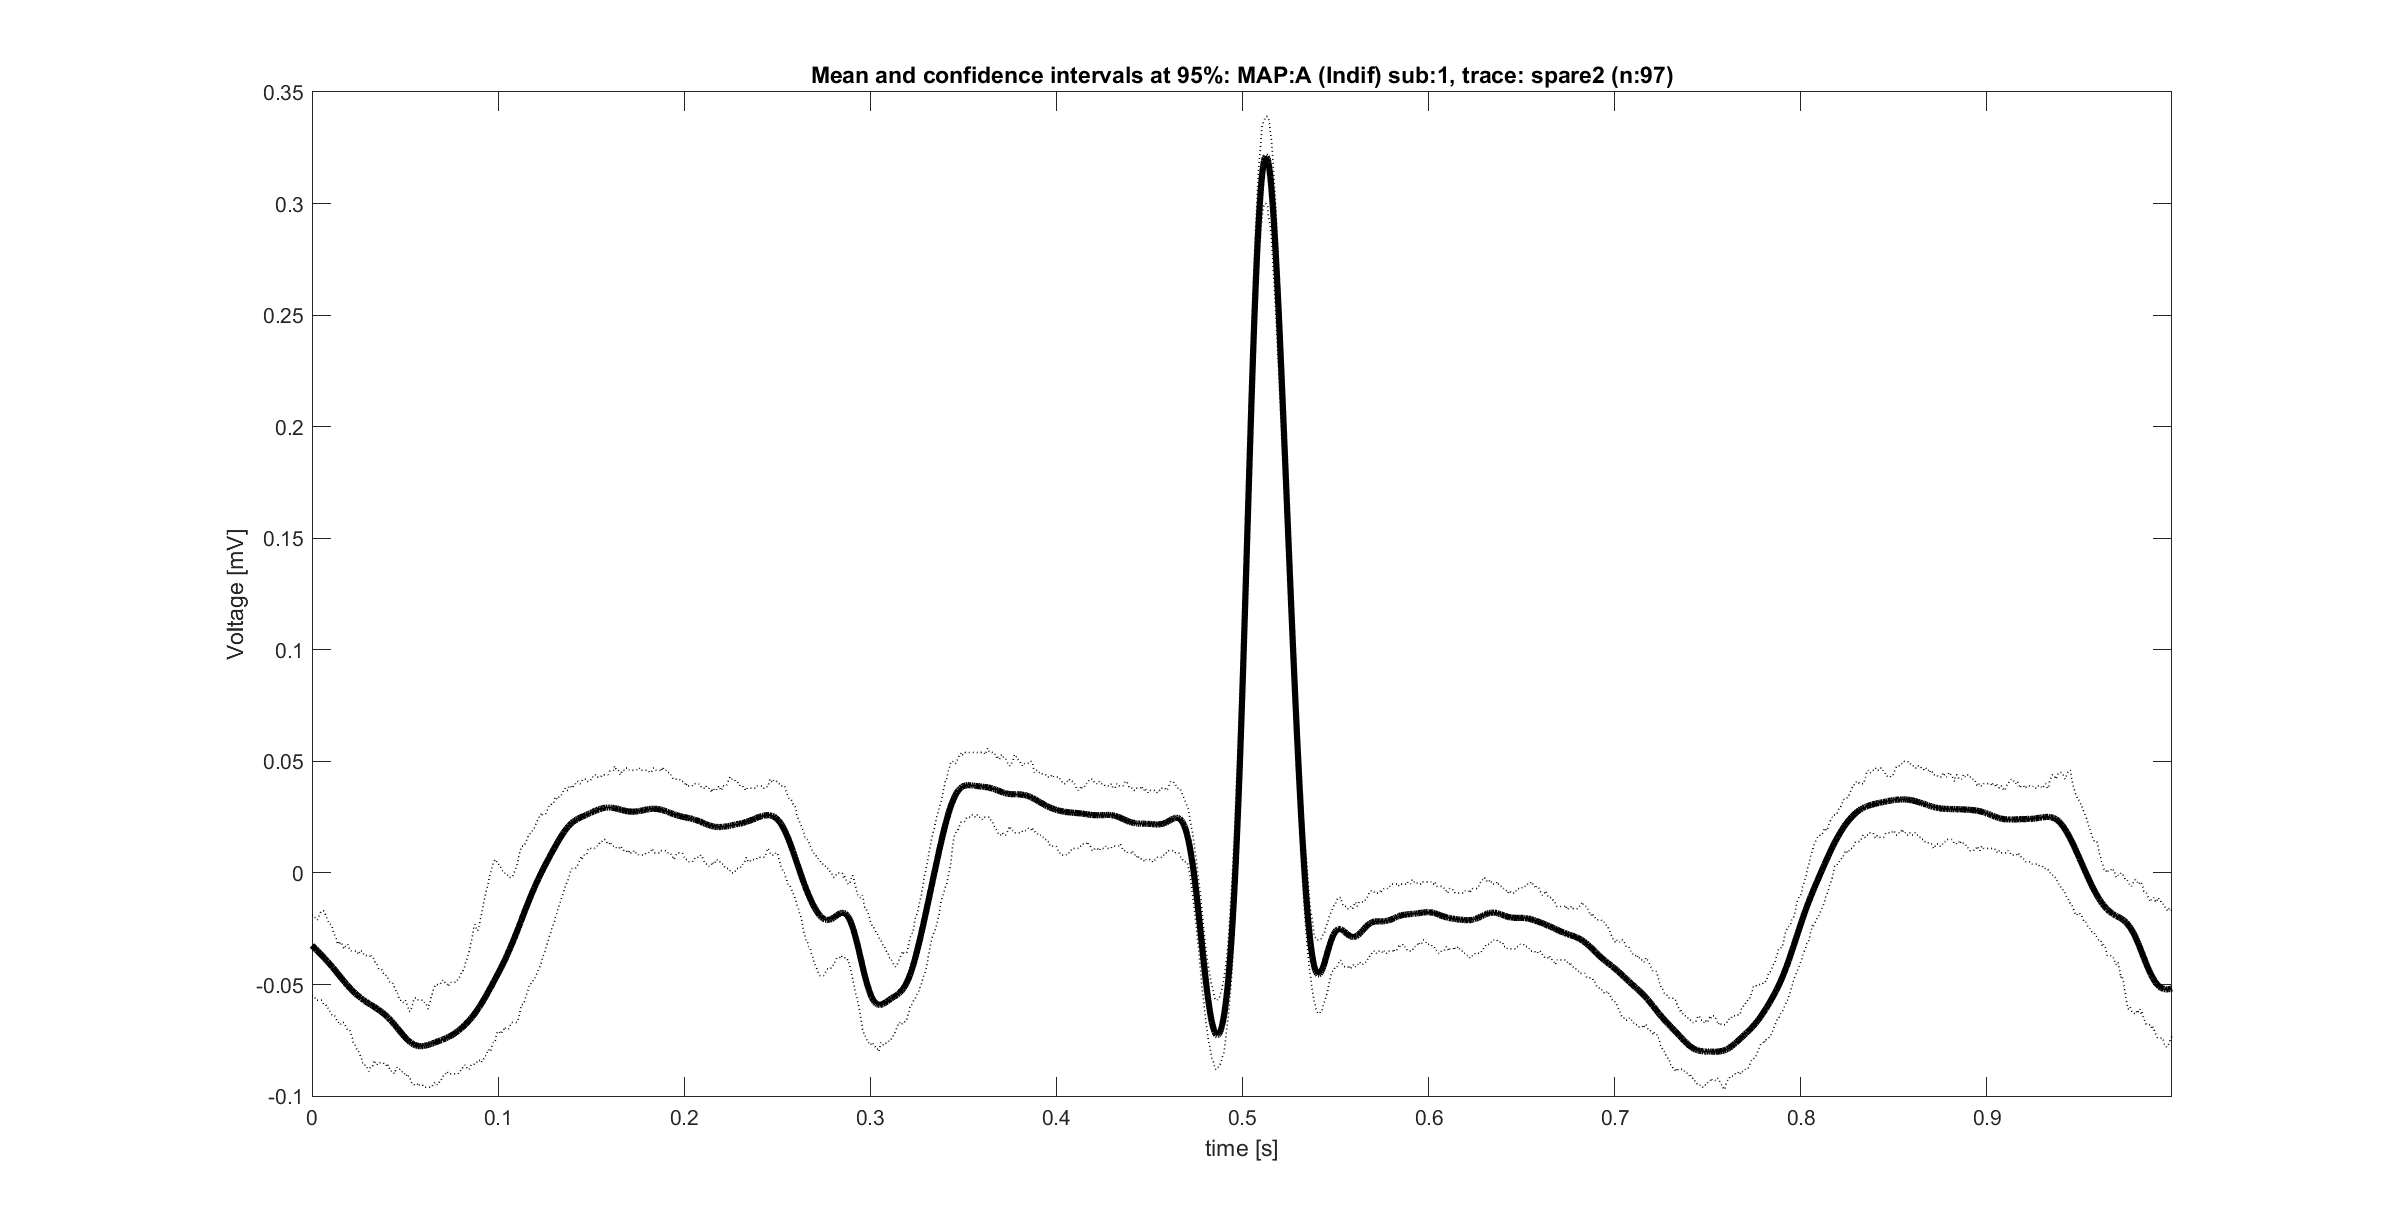 Mean and confidence intervals at 95%: MAP:A (Indif) sub:1, trace: spare2 (n:97)
0.35
0.3
0.25
0.2
0.15
0.1
0.05
0
-0.05
-0.1
Voltage [mV]
0 0.1 0.2 0.3 0.4 0.5 0.6 0.7 0.8 0.9
time [s]